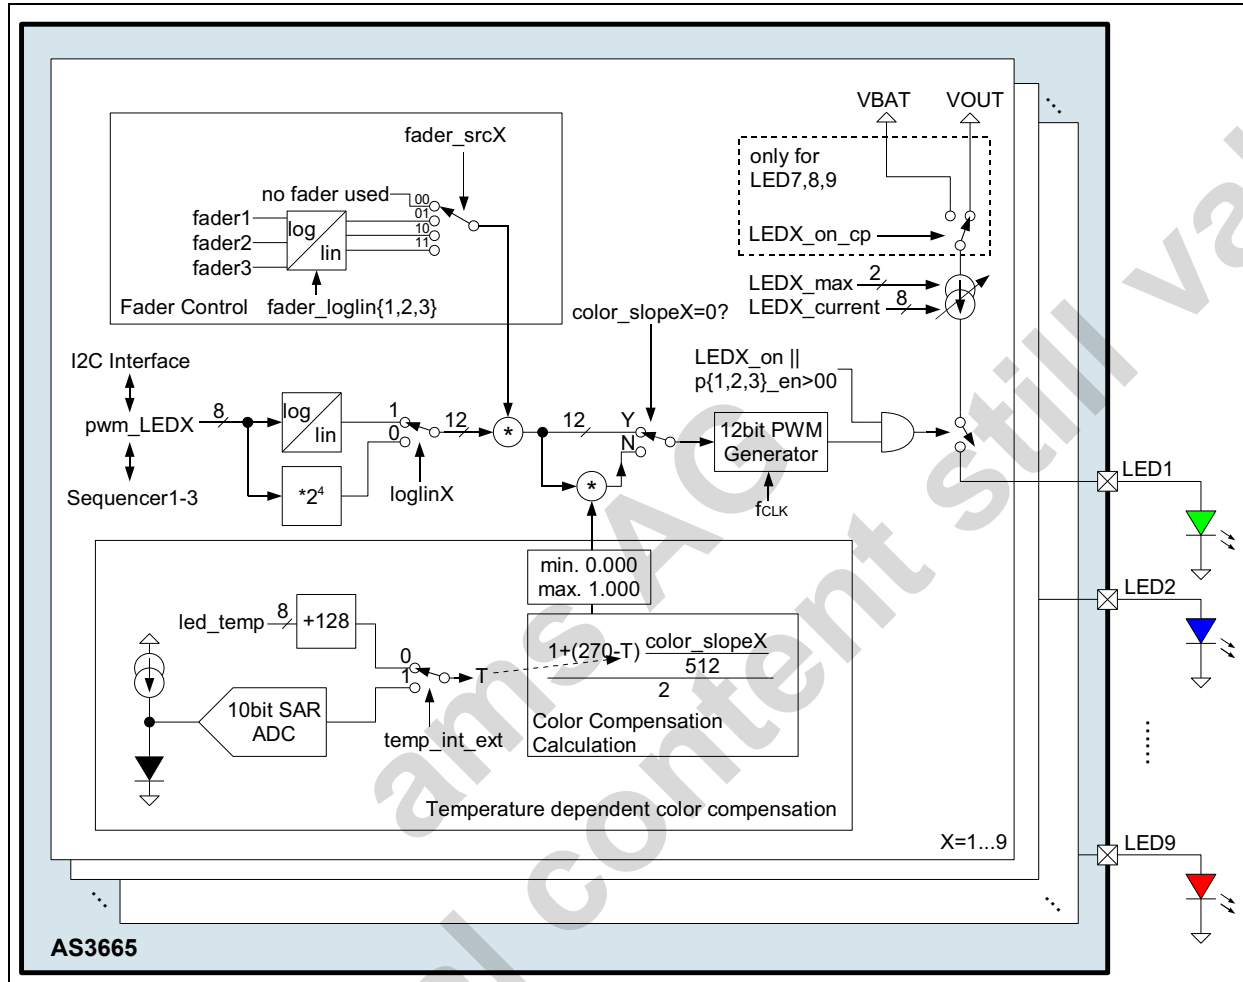 VBAT
VOUT
fader_srcX
only for
LED7,8,9
no fader used
00
fader1
01
fader2
10
fader3
11
log
lin
LEDX_on_cp
LEDX_max
2
Fader Control
fader_loglin{1,2,3}
LEDX_current
8
color_slopeX=0?
I2C Interface
LEDX_on ||
p{1,2,3}_en>00
pwm_LEDX
8
log
lin
1
0
12
*
12
Y
N
12bit PWM
Generator
LED1
Sequencer1-3
*2⁴
loglinX
*
fCLK
min. 0.000
max. 1.000
LED2
led_temp
8
+128
0
1
T
1+(270-T) color_slopeX
512
2
10bit SAR
ADC
temp_int_ext
Color Compensation
Calculation
Temperature dependent color compensation
X=1...9
LED9
AS3665
ams AG
al content still val